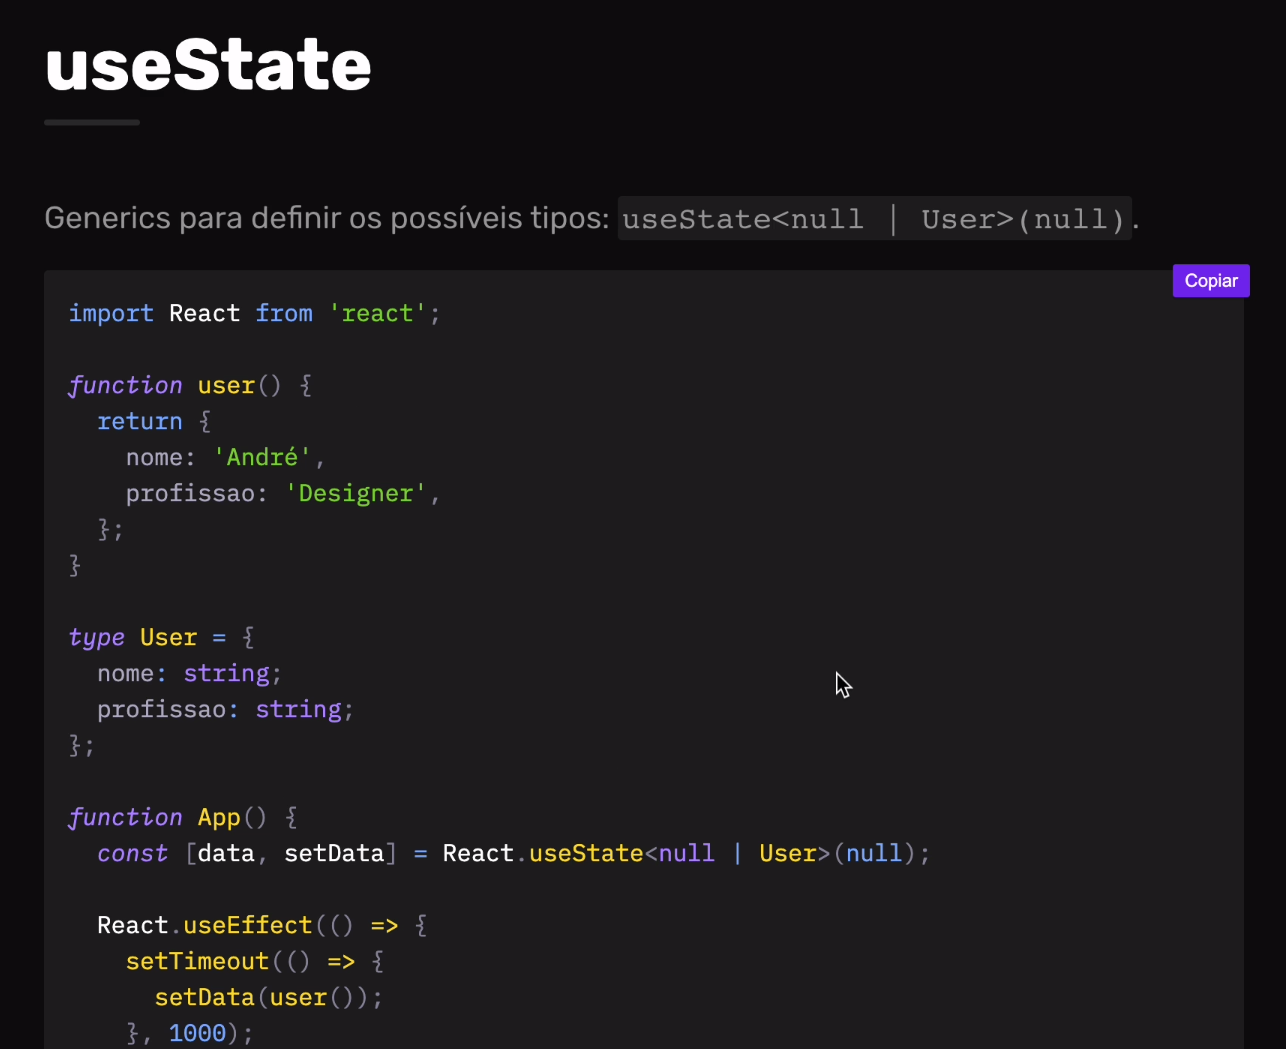 useState
Generics para definir os possíveis tipos: useState<null | User>(null).
Copiar
import React from 'react';
function user() {
return {
nome: 'André',
profissao: 'Designer',
};
}
type User = {
nome: string;
profissao: string;
};
function App() {
const [data, setData] = React.useState<null | User>(null);
React.useEffect(() => {
setTimeout(() => {
setData(user());
}, 1000);